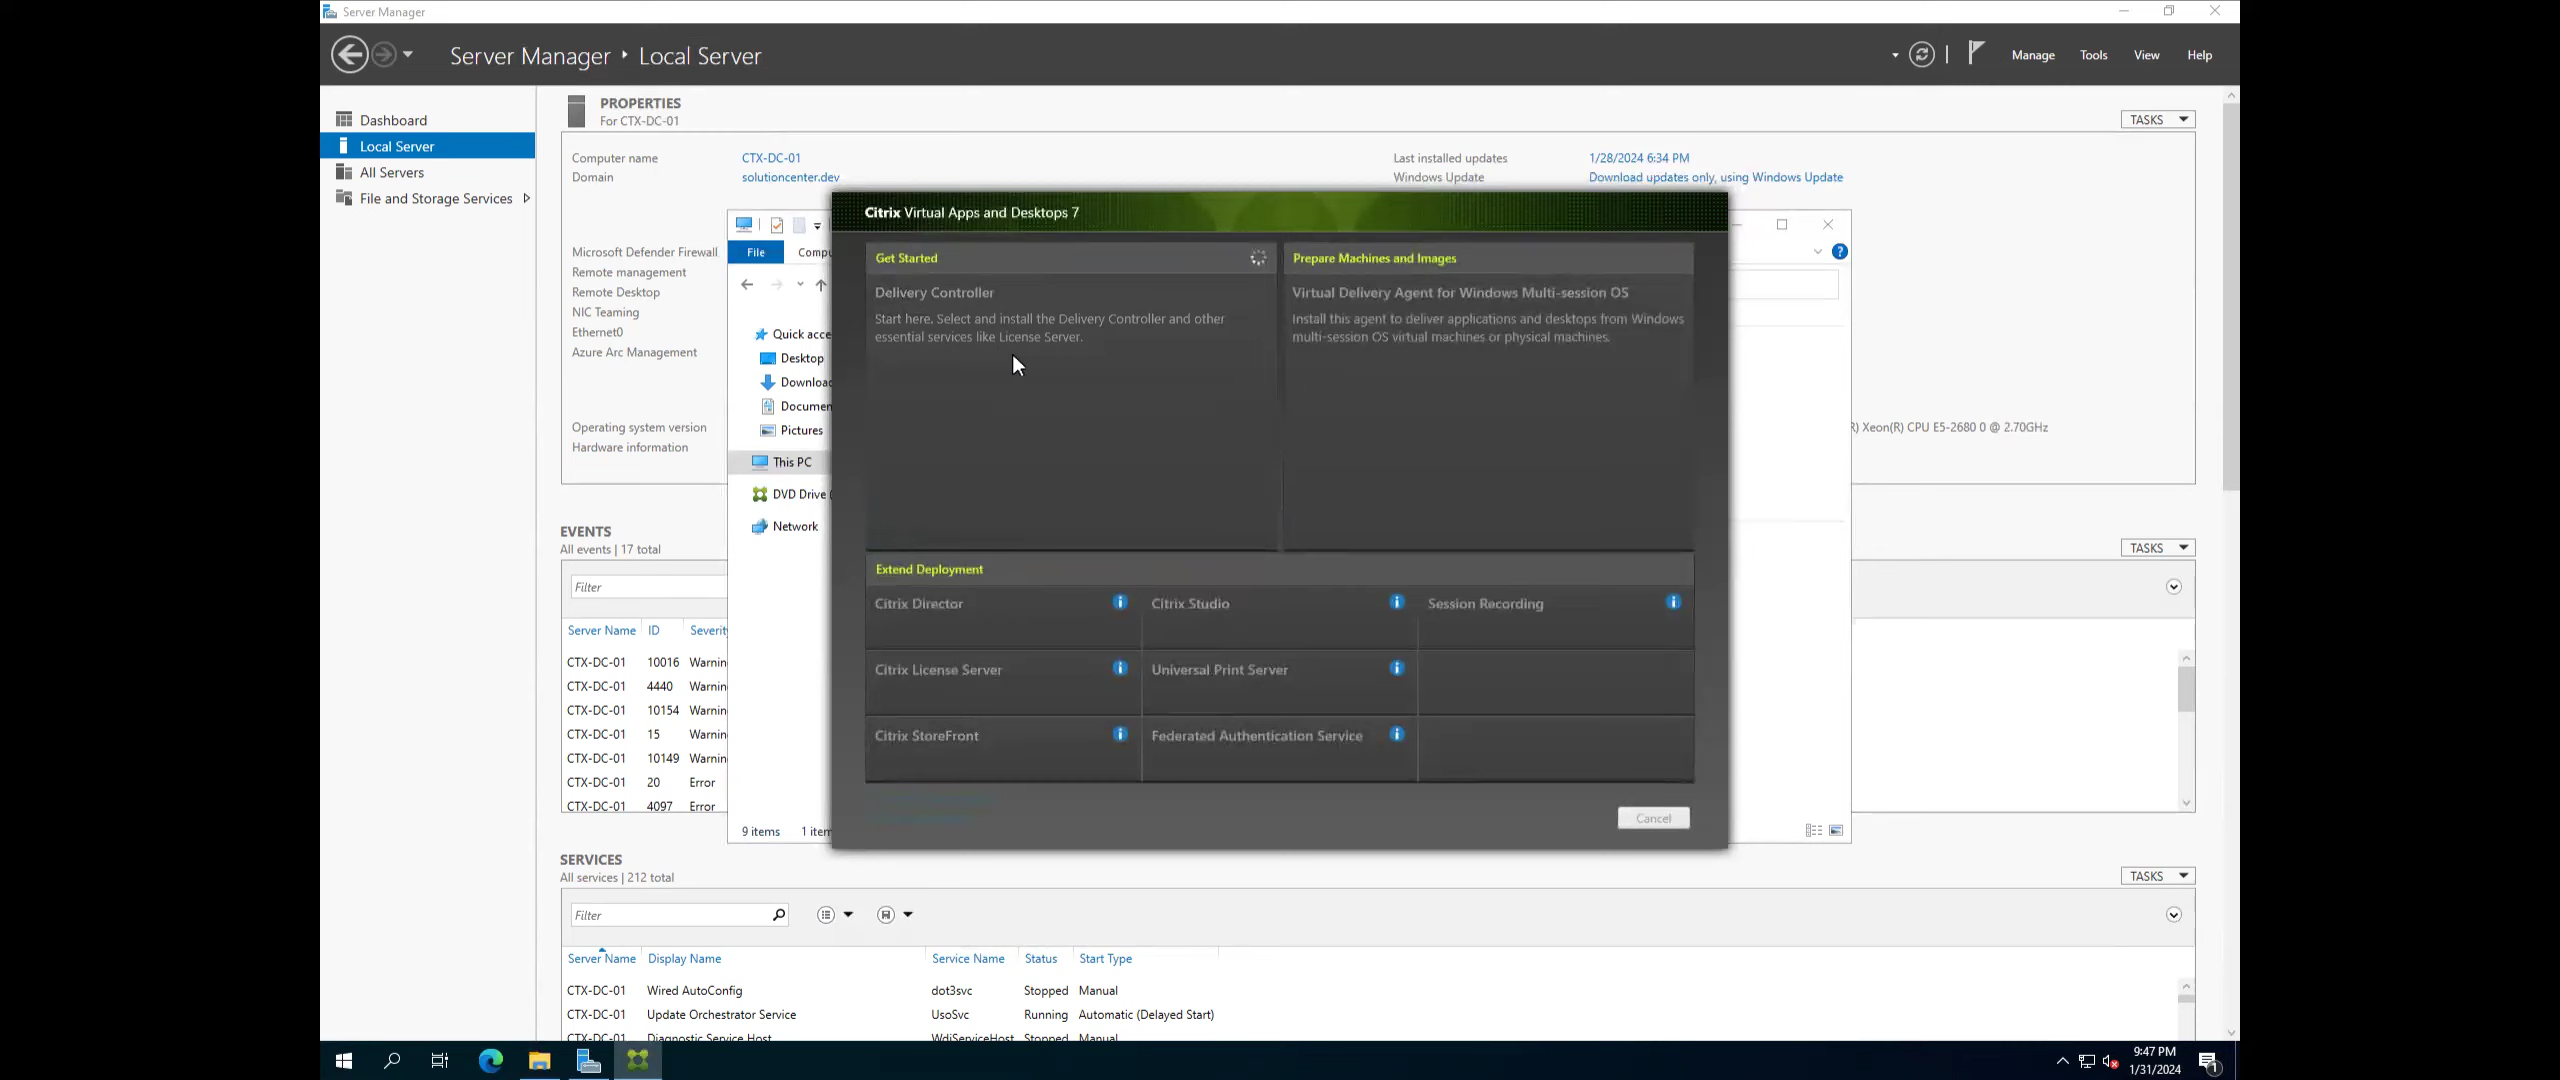 Server Manager
Server Manager
Local Server
Manage
Tools
View
Help
Dashboard
Local Server
All Servers
File and Storage Services
PROPERTIES
For CTX-DC-01
TASKS
Computer name
CTX-DC-01
Last installed updates
1/28/2024 6:34 PM
Domain
solutioncenter.dev
Windows Update
Download updates only, using Windows Update
Microsoft Defender Firewall
Remote management
Remote Desktop
NIC Teaming
Ethernet0
Azure Arc Management
Operating system version
Hardware information
R) Xeon(R) CPU E5-2680 0 @ 2.70GHz
File
Quick
Desktop
This PC
DVD Drive (
Network
Pictures
9 items
Citrix Virtual Apps and Desktops 7
Get Started
Delivery Controller
Start here. Select and install the Delivery Controller and other
essential services like License Server.
Prepare Machines and Images
Virtual Delivery Agent for Windows Multi-session OS
Install this agent to deliver applications and desktops from Windows
multi-session OS virtual machines or physical machines.
Extend Deployment
Citrix Director
Citrix Studio
Session Recording
Citrix License Server
Universal Print Server
Citrix StoreFront
Federated Authentication Service
Cancel
EVENTS
All events | 17 total
TASKS
Filter
Server Name ID Severity
CTX-DC-01 10016 Warnin
CTX-DC-01 4440 Warnin
CTX-DC-01 10154 Warnin
CTX-DC-01 15 Warnin
CTX-DC-01 10149 Warnin
CTX-DC-01 20 Error
CTX-DC-01 4097 Error
SERVICES
All services | 212 total
TASKS
Filter
Server Name Display Name Service Name Status Start Type
CTX-DC-01 Wired AutoConfig dot3svc Stopped Manual
CTX-DC-01 Update Orchestrator Service UsoSvc Running Automatic (Delayed Start)
CTX-DC-01 Diagnostic Service Host WdiServiceHost Stopped Manual
9:47 PM
1/31/2024